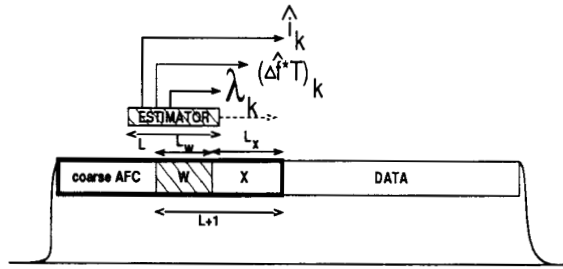 î_k
(Δf̂*T)_k
λ_k
ESTIMATOR
L L_w L_x
coarse AFC W X DATA
L+1